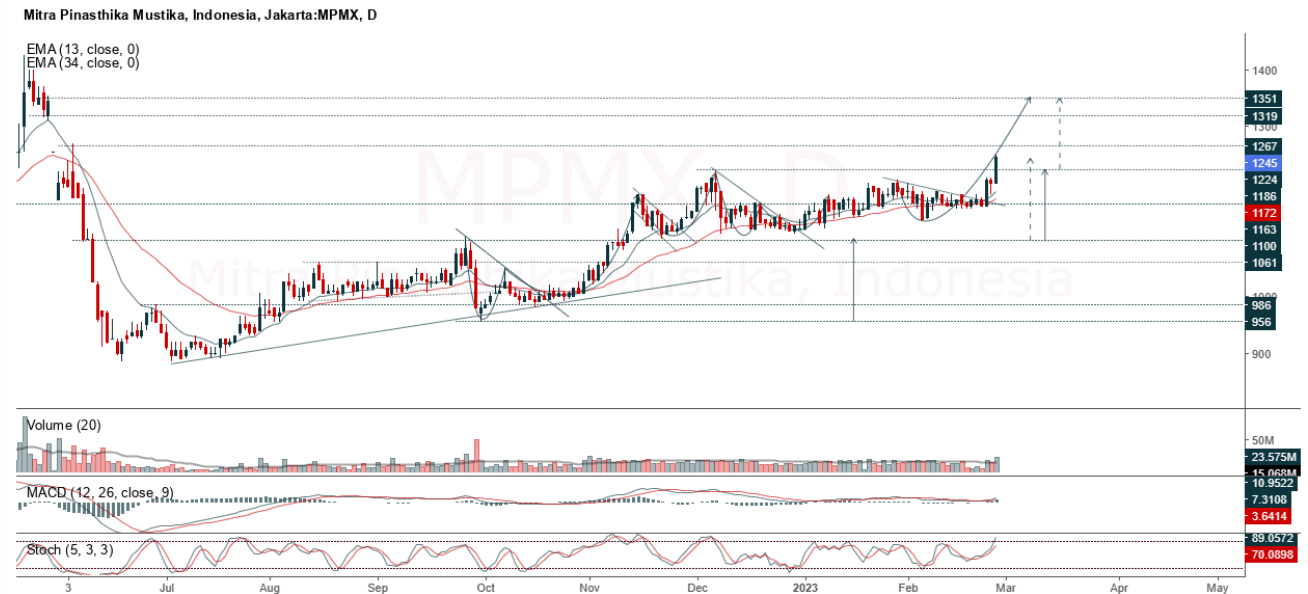 Mitra Pinasthika Mustika, Indonesia, Jakarta:MPMX, D
EMA (13, close, 0)
EMA (34, close, 0)
MPMX, D
Mitra Pinasthika Mustika, Indonesia
1400
1351
1319
1300
1267
1245
1224
1186
1172
1163
1100
1061
1000
986
956
900
Volume (20)
50M
23.575M
15.068M
MACD (12, 26, close, 9)
10.9522
7.3108
3.6414
Stoch (5, 3, 3)
89.0572
70.0898
3 Jul Aug Sep Oct Nov Dec 2023 Feb Mar Apr May